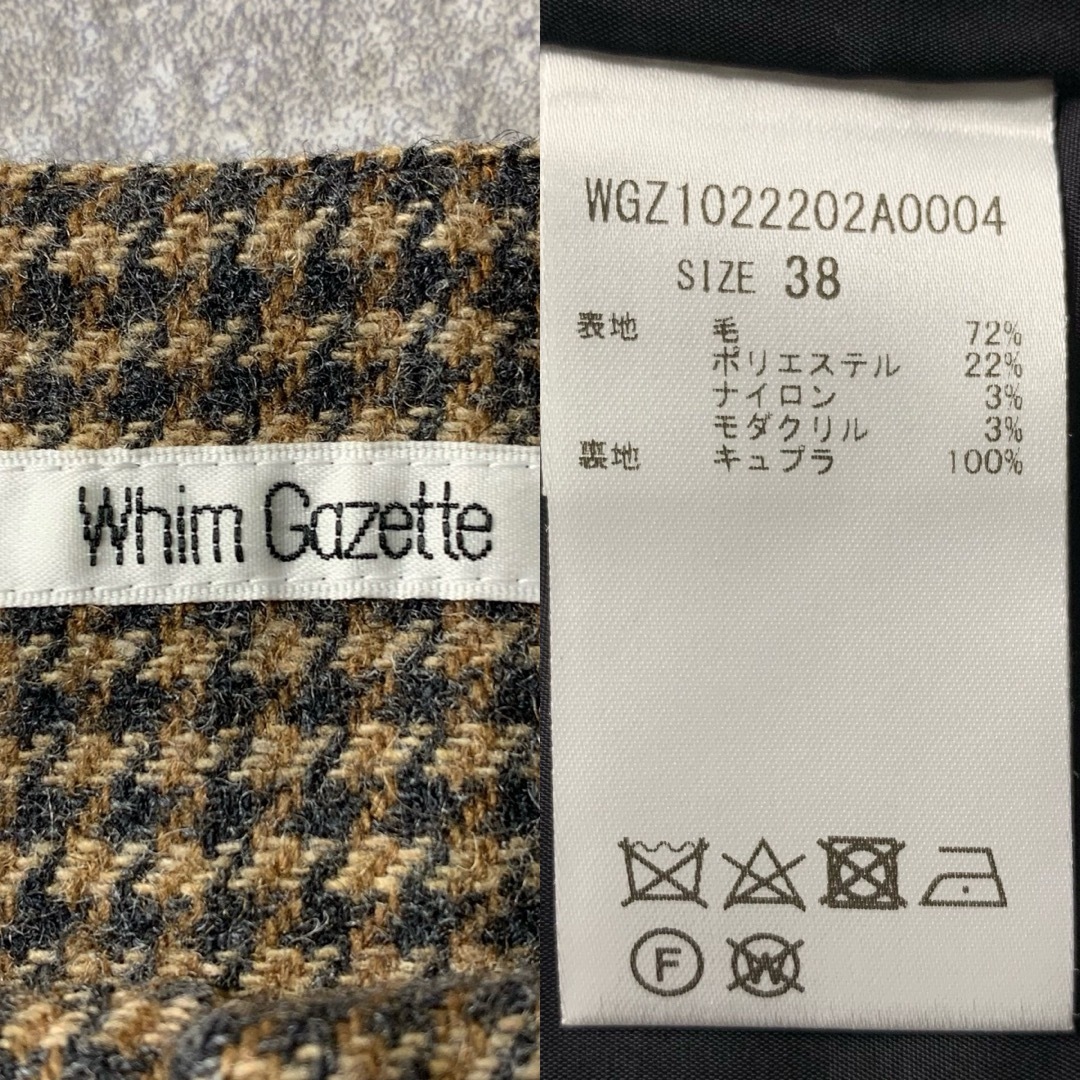 Whim Gazette
WGZ1022202A0004
SIZE 38
表地 毛 72%
ポリエステル 22%
ナイロン 3%
モダクリル 3%
裏地 キュプラ 100%
F W